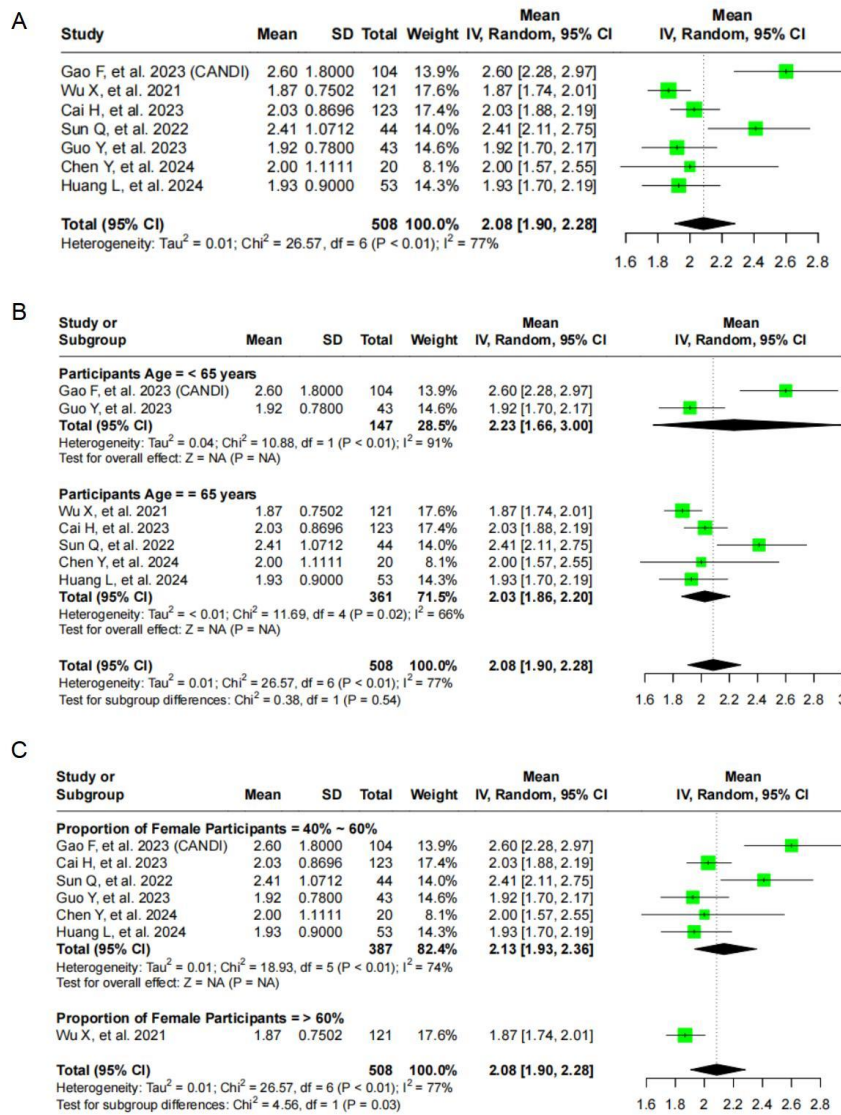 A
Mean Mean
Study Mean SD Total Weight IV, Random, 95% CI IV, Random, 95% CI
Gao F, et al. 2023 (CANDI) 2.60 1.8000 104 13.9% 2.60 [2.28, 2.97]
Wu X, et al. 2021 1.87 0.7502 121 17.6% 1.87 [1.74, 2.01]
Cai H, et al. 2023 2.03 0.8696 123 17.4% 2.03 [1.88, 2.19]
Sun Q, et al. 2022 2.41 1.0712 44 14.0% 2.41 [2.11, 2.75]
Guo Y, et al. 2023 1.92 0.7800 43 14.6% 1.92 [1.70, 2.17]
Chen Y, et al. 2024 2.00 1.1111 20 8.1% 2.00 [1.57, 2.55]
Huang L, et al. 2024 1.93 0.9000 53 14.3% 1.93 [1.70, 2.19]
Total (95% CI) 508 100.0% 2.08 [1.90, 2.28]
Heterogeneity: Tau² = 0.01; Chi² = 26.57, df = 6 (P < 0.01); I² = 77%
1.6 1.8 2 2.2 2.4 2.6 2.8
B
Study or Mean Mean
Subgroup Mean SD Total Weight IV, Random, 95% CI IV, Random, 95% CI
Participants Age = < 65 years
Gao F, et al. 2023 (CANDI) 2.60 1.8000 104 13.9% 2.60 [2.28, 2.97]
Guo Y, et al. 2023 1.92 0.7800 43 14.6% 1.92 [1.70, 2.17]
Total (95% CI) 147 28.5% 2.23 [1.66, 3.00]
Heterogeneity: Tau² = 0.04; Chi² = 10.88, df = 1 (P < 0.01); I² = 91%
Test for overall effect: Z = NA (P = NA)
Participants Age = = 65 years
Wu X, et al. 2021 1.87 0.7502 121 17.6% 1.87 [1.74, 2.01]
Cai H, et al. 2023 2.03 0.8696 123 17.4% 2.03 [1.88, 2.19]
Sun Q, et al. 2022 2.41 1.0712 44 14.0% 2.41 [2.11, 2.75]
Chen Y, et al. 2024 2.00 1.1111 20 8.1% 2.00 [1.57, 2.55]
Huang L, et al. 2024 1.93 0.9000 53 14.3% 1.93 [1.70, 2.19]
Total (95% CI) 361 71.5% 2.03 [1.86, 2.20]
Heterogeneity: Tau² = < 0.01; Chi² = 11.69, df = 4 (P = 0.02); I² = 66%
Test for overall effect: Z = NA (P = NA)
Total (95% CI) 508 100.0% 2.08 [1.90, 2.28]
Heterogeneity: Tau² = 0.01; Chi² = 26.57, df = 6 (P < 0.01); I² = 77%
Test for subgroup differences: Chi² = 0.38, df = 1 (P = 0.54)
1.6 1.8 2 2.2 2.4 2.6 2.8
C
Study or Mean Mean
Subgroup Mean SD Total Weight IV, Random, 95% CI IV, Random, 95% CI
Proportion of Female Participants = 40% ~ 60%
Gao F, et al. 2023 (CANDI) 2.60 1.8000 104 13.9% 2.60 [2.28, 2.97]
Cai H, et al. 2023 2.03 0.8696 123 17.4% 2.03 [1.88, 2.19]
Sun Q, et al. 2022 2.41 1.0712 44 14.0% 2.41 [2.11, 2.75]
Guo Y, et al. 2023 1.92 0.7800 43 14.6% 1.92 [1.70, 2.17]
Chen Y, et al. 2024 2.00 1.1111 20 8.1% 2.00 [1.57, 2.55]
Huang L, et al. 2024 1.93 0.9000 53 14.3% 1.93 [1.70, 2.19]
Total (95% CI) 387 82.4% 2.13 [1.93, 2.36]
Heterogeneity: Tau² = 0.01; Chi² = 18.93, df = 5 (P < 0.01); I² = 74%
Test for overall effect: Z = NA (P = NA)
Proportion of Female Participants = > 60%
Wu X, et al. 2021 1.87 0.7502 121 17.6% 1.87 [1.74, 2.01]
Total (95% CI) 508 100.0% 2.08 [1.90, 2.28]
Heterogeneity: Tau² = 0.01; Chi² = 26.57, df = 6 (P < 0.01); I² = 77%
Test for subgroup differences: Chi² = 4.56, df = 1 (P = 0.03)
1.6 1.8 2 2.2 2.4 2.6 2.8